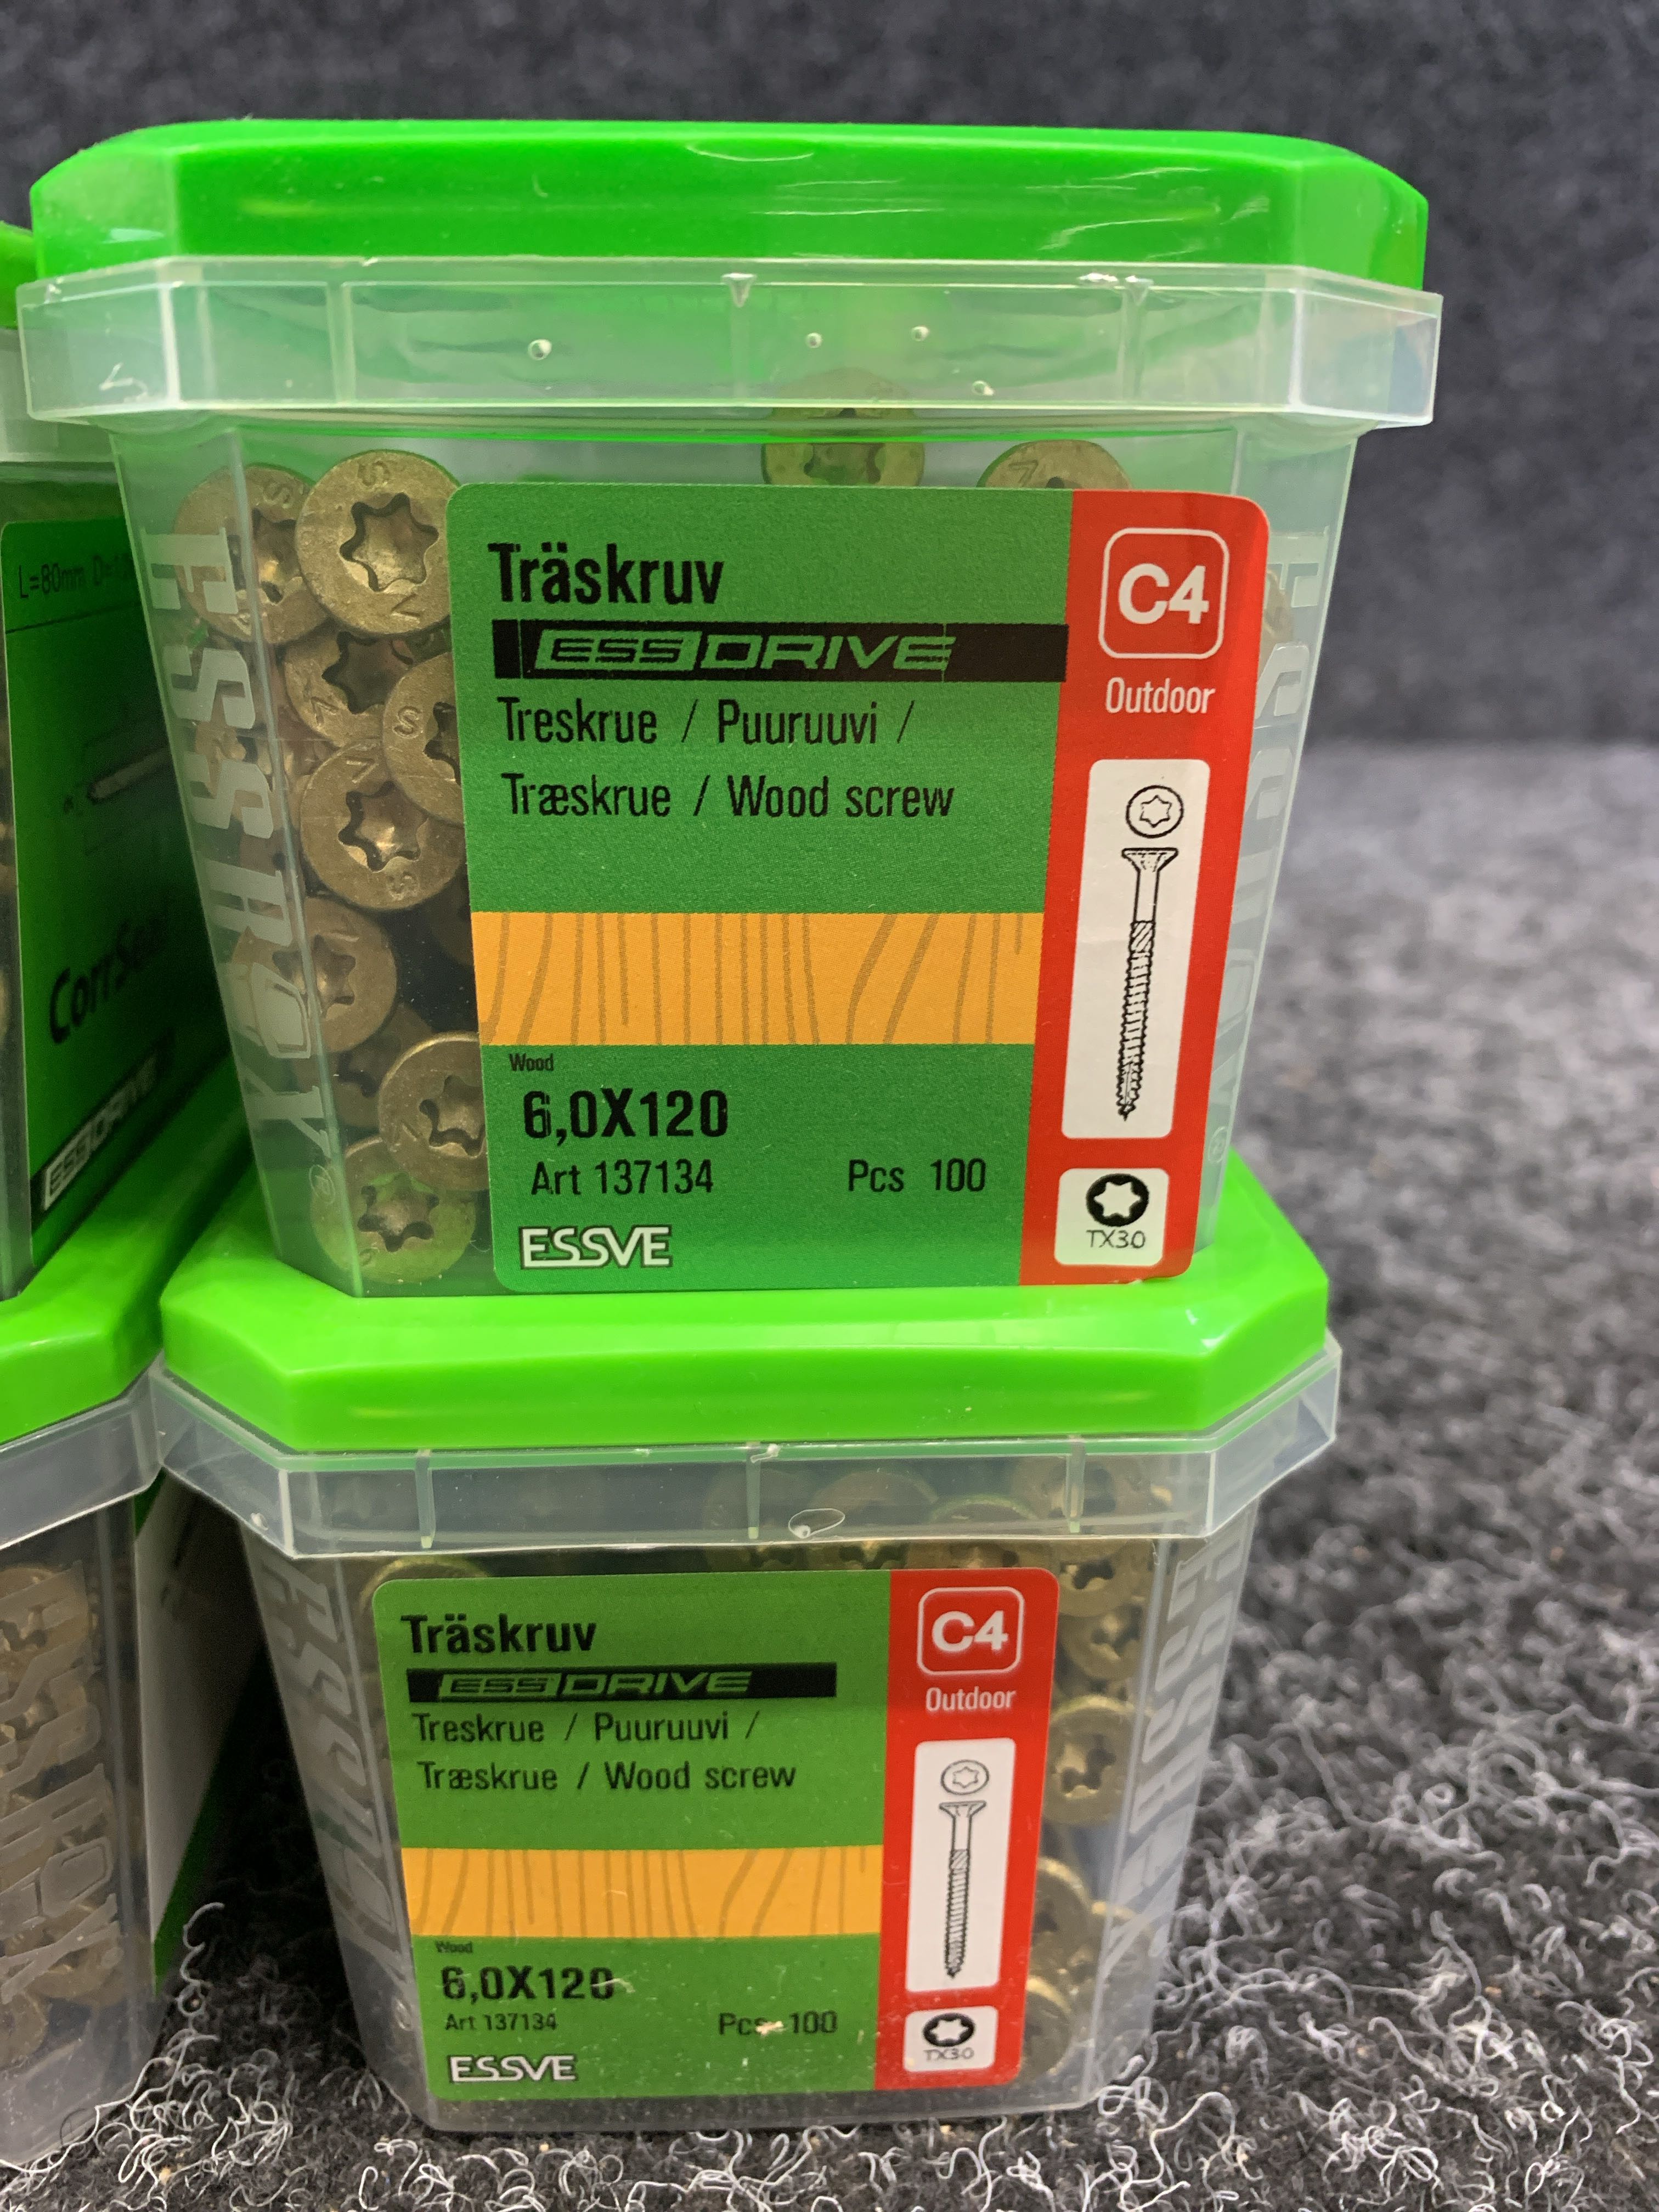 Träskruv
ESSDRIVE
Treskrue / Puuruuvi /
Træskrue / Wood screw
Wood
6,0X120
Art 137134 Pcs 100
ESSVE
C4
Outdoor
TX30
ESSBOX
L=80mm
ESSDRIVE
Träskruv
ESSDRIVE
Treskrue / Puuruuvi /
Træskrue / Wood screw
Wood
6,0X120
Art 137134 Pcs 100
ESSVE
C4
Outdoor
TX30